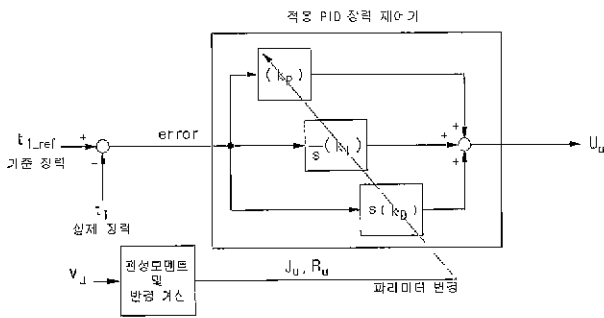 적용 PID 장력 제어기
(kp)
error
t1_ref
+
−
기준 장력
1/s (kI)
+
+
+
Uu
t1
실제 장력
s(kD)
관성모멘트
및
반경 계산
Ju, Ru
파라미터 변경